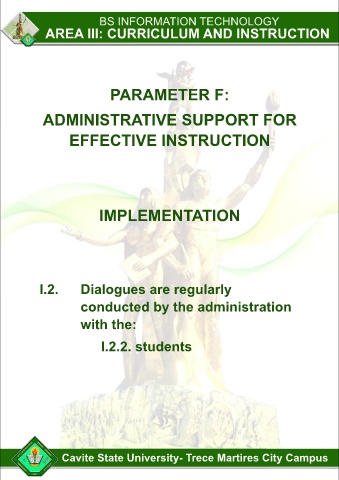 BS INFORMATION TECHNOLOGY
AREA III: CURRICULUM AND INSTRUCTION
PARAMETER F:
ADMINISTRATIVE SUPPORT FOR
EFFECTIVE INSTRUCTION
IMPLEMENTATION
I.2. Dialogues are regularly
conducted by the administration
with the:
I.2.2. students
Cavite State University- Trece Martires City Campus